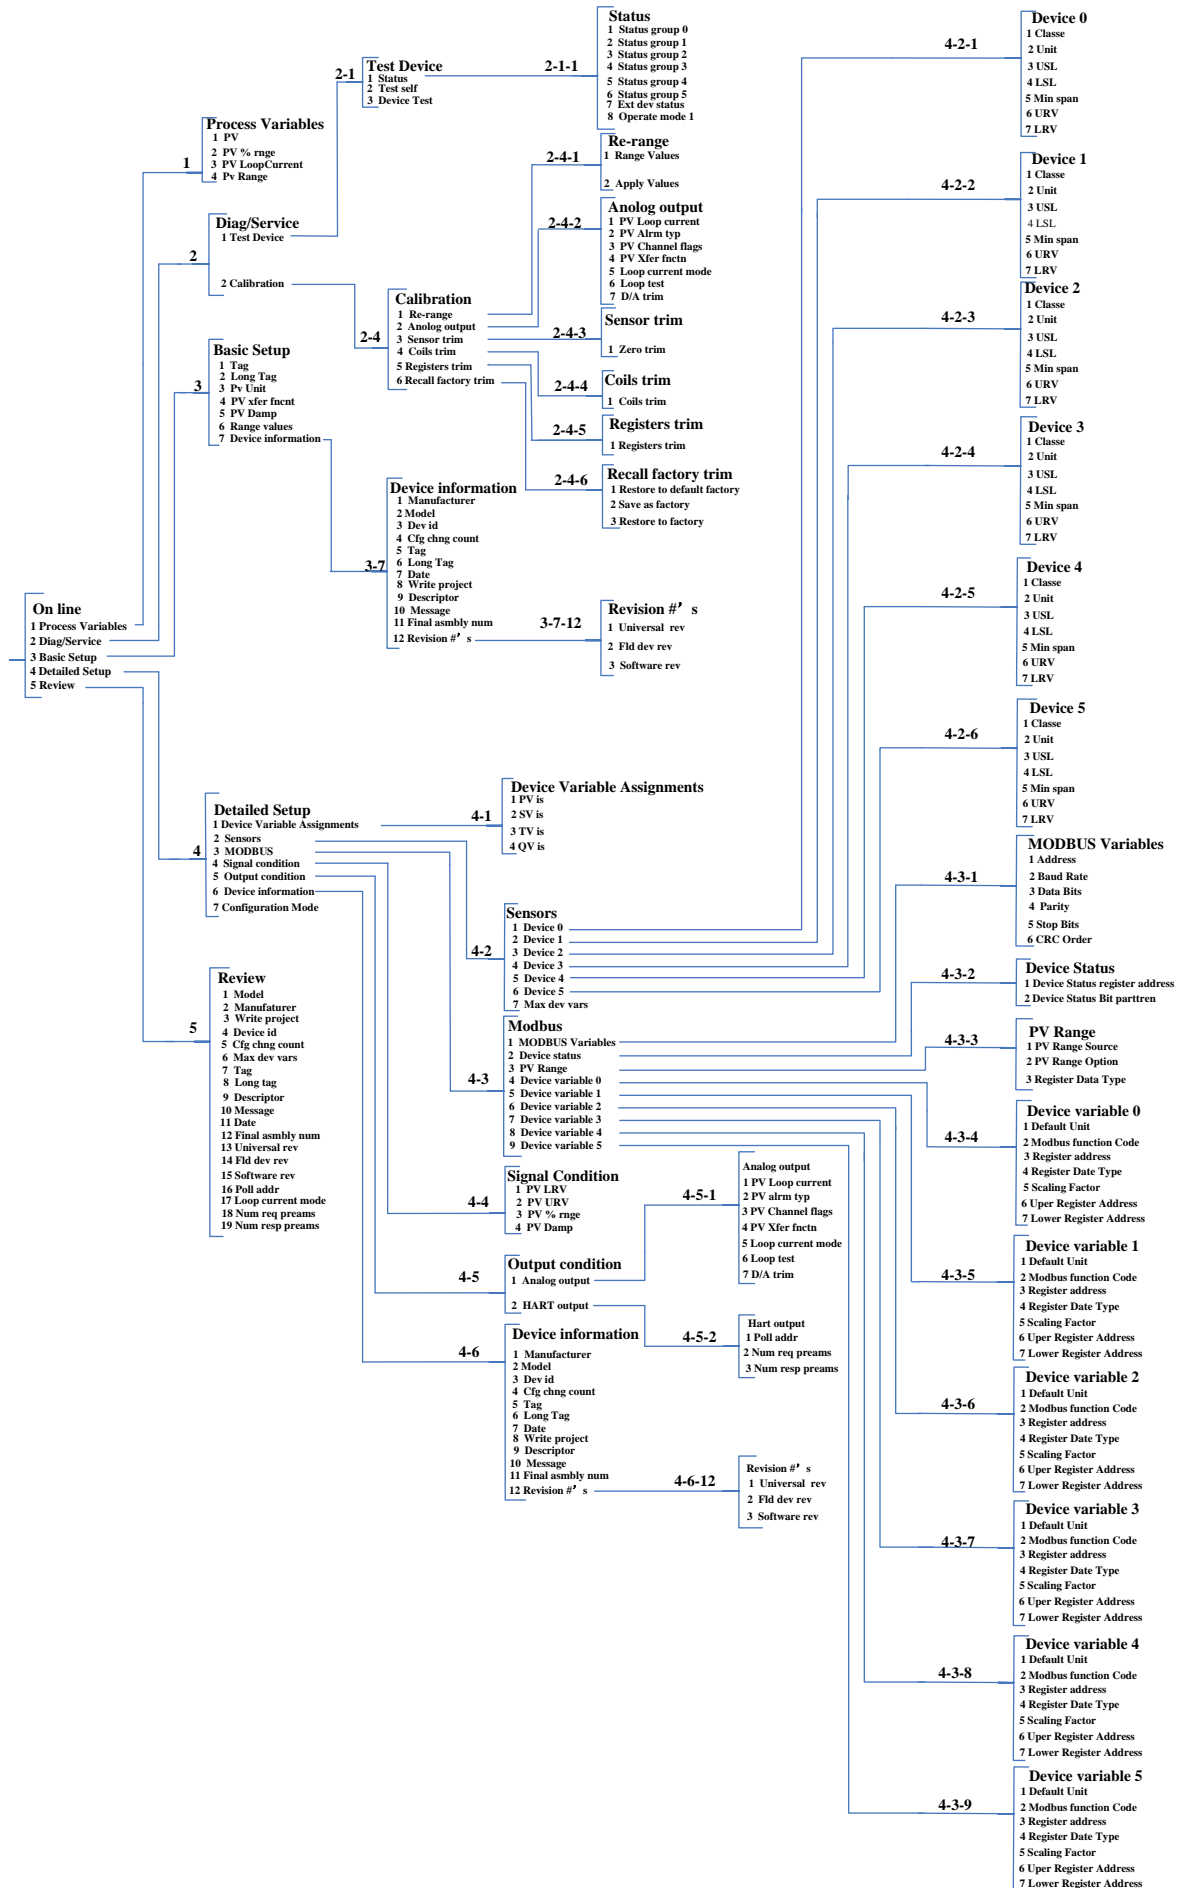 On line
1 Process Variables
2 Diag/Service
3 Basic Setup
4 Detailed Setup
5 Review
1
Process Variables
1 PV
2 PV % rnge
3 PV LoopCurrent
4 Pv Range
2
Diag/Service
1 Test Device
2 Calibration
2-1
Test Device
1 Status
2 Test self
3 Device Test
2-1-1
Status
1 Status group 0
2 Status group 1
3 Status group 2
4 Status group 3
5 Status group 4
6 Status group 5
7 Ext dev status
8 Operate mode 1
2-4
Calibration
1 Re-range
2 Anolog output
3 Sensor trim
4 Coils trim
5 Registers trim
6 Recall factory trim
2-4-1
Re-range
1 Range Values
2 Apply Values
2-4-2
Anolog output
1 PV Loop current
2 PV Alrm typ
3 PV Channel flags
4 PV Xfer fnctn
5 Loop current mode
6 Loop test
7 D/A trim
2-4-3
Sensor trim
1 Zero trim
2-4-4
Coils trim
1 Coils trim
2-4-5
Registers trim
1 Registers trim
2-4-6
Recall factory trim
1 Restore to default factory
2 Save as factory
3 Restore to factory
3
Basic Setup
1 Tag
2 Long Tag
3 Pv Unit
4 PV xfer fncnt
5 PV Damp
6 Range values
7 Device information
3-7
Device information
1 Manufacturer
2 Model
3 Dev id
4 Cfg chng count
5 Tag
6 Long Tag
7 Date
8 Write project
9 Descriptor
10 Message
11 Final asmbly num
12 Revision #’ s
3-7-12
Revision #’ s
1 Universal rev
2 Fld dev rev
3 Software rev
4
Detailed Setup
1 Device Variable Assignments
2 Sensors
3 MODBUS
4 Signal condition
5 Output condition
6 Device information
7 Configuration Mode
4-1
Device Variable Assignments
1 PV is
2 SV is
3 TV is
4 QV is
4-2
Sensors
1 Device 0
2 Device 1
3 Device 2
4 Device 3
5 Device 4
6 Device 5
7 Max dev vars
4-3
Modbus
1 MODBUS Variables
2 Device status
3 PV Range
4 Device variable 0
5 Device variable 1
6 Device variable 2
7 Device variable 3
8 Device variable 4
9 Device variable 5
4-4
Signal Condition
1 PV LRV
2 PV URV
3 PV % rnge
4 PV Damp
4-5
Output condition
1 Analog output
2 HART output
4-5-1
Analog output
1 PV Loop current
2 PV alrm typ
3 PV Channel flags
4 PV Xfer fnctn
5 Loop current mode
6 Loop test
7 D/A trim
4-5-2
Hart output
1 Poll addr
2 Num req preams
3 Num resp preams
4-6
Device information
1 Manufacturer
2 Model
3 Dev id
4 Cfg chng count
5 Tag
6 Long Tag
7 Date
8 Write project
9 Descriptor
10 Message
11 Final asmbly num
12 Revision #’ s
4-6-12
Revision #’ s
1 Universal rev
2 Fld dev rev
3 Software rev
5
Review
1 Model
2 Manufaturer
3 Write project
4 Device id
5 Cfg chng count
6 Max dev vars
7 Tag
8 Long tag
9 Descriptor
10 Message
11 Date
12 Final asmbly num
13 Universal rev
14 Fld dev rev
15 Software rev
16 Poll addr
17 Loop current mode
18 Num req preams
19 Num resp preams
4-2-1
Device 0
1 Classe
2 Unit
3 USL
4 LSL
5 Min span
6 URV
7 LRV
4-2-2
Device 1
1 Classe
2 Unit
3 USL
4 LSL
5 Min span
6 URV
7 LRV
4-2-3
Device 2
1 Classe
2 Unit
3 USL
4 LSL
5 Min span
6 URV
7 LRV
4-2-4
Device 3
1 Classe
2 Unit
3 USL
4 LSL
5 Min span
6 URV
7 LRV
4-2-5
Device 4
1 Classe
2 Unit
3 USL
4 LSL
5 Min span
6 URV
7 LRV
4-2-6
Device 5
1 Classe
2 Unit
3 USL
4 LSL
5 Min span
6 URV
7 LRV
4-3-1
MODBUS Variables
1 Address
2 Baud Rate
3 Data Bits
4 Parity
5 Stop Bits
6 CRC Order
4-3-2
Device Status
1 Device Status register address
2 Device Status Bit parttren
4-3-3
PV Range
1 PV Range Source
2 PV Range Option
3 Register Data Type
4-3-4
Device variable 0
1 Default Unit
2 Modbus function Code
3 Register address
4 Register Date Type
5 Scaling Factor
6 Uper Register Address
7 Lower Register Address
4-3-5
Device variable 1
1 Default Unit
2 Modbus function Code
3 Register address
4 Register Date Type
5 Scaling Factor
6 Uper Register Address
7 Lower Register Address
4-3-6
Device variable 2
1 Default Unit
2 Modbus function Code
3 Register address
4 Register Date Type
5 Scaling Factor
6 Uper Register Address
7 Lower Register Address
4-3-7
Device variable 3
1 Default Unit
2 Modbus function Code
3 Register address
4 Register Date Type
5 Scaling Factor
6 Uper Register Address
7 Lower Register Address
4-3-8
Device variable 4
1 Default Unit
2 Modbus function Code
3 Register address
4 Register Date Type
5 Scaling Factor
6 Uper Register Address
7 Lower Register Address
4-3-9
Device variable 5
1 Default Unit
2 Modbus function Code
3 Register address
4 Register Date Type
5 Scaling Factor
6 Uper Register Address
7 Lower Register Address